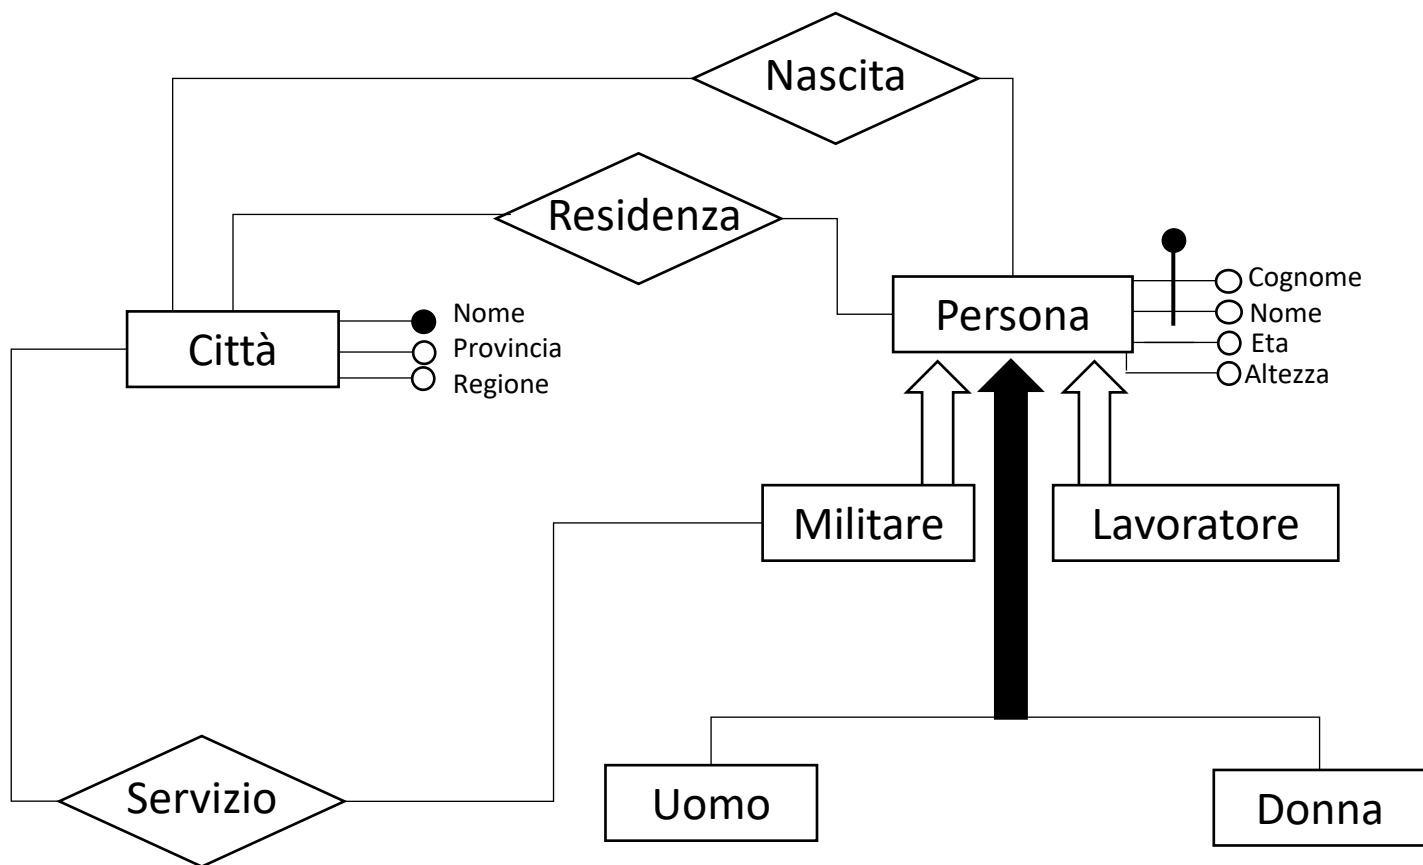 Nascita
Residenza
Cognome
Persona
Nome
Eta
Altezza
Nome
Città
Provincia
Regione
Militare
Lavoratore
Servizio
Uomo
Donna